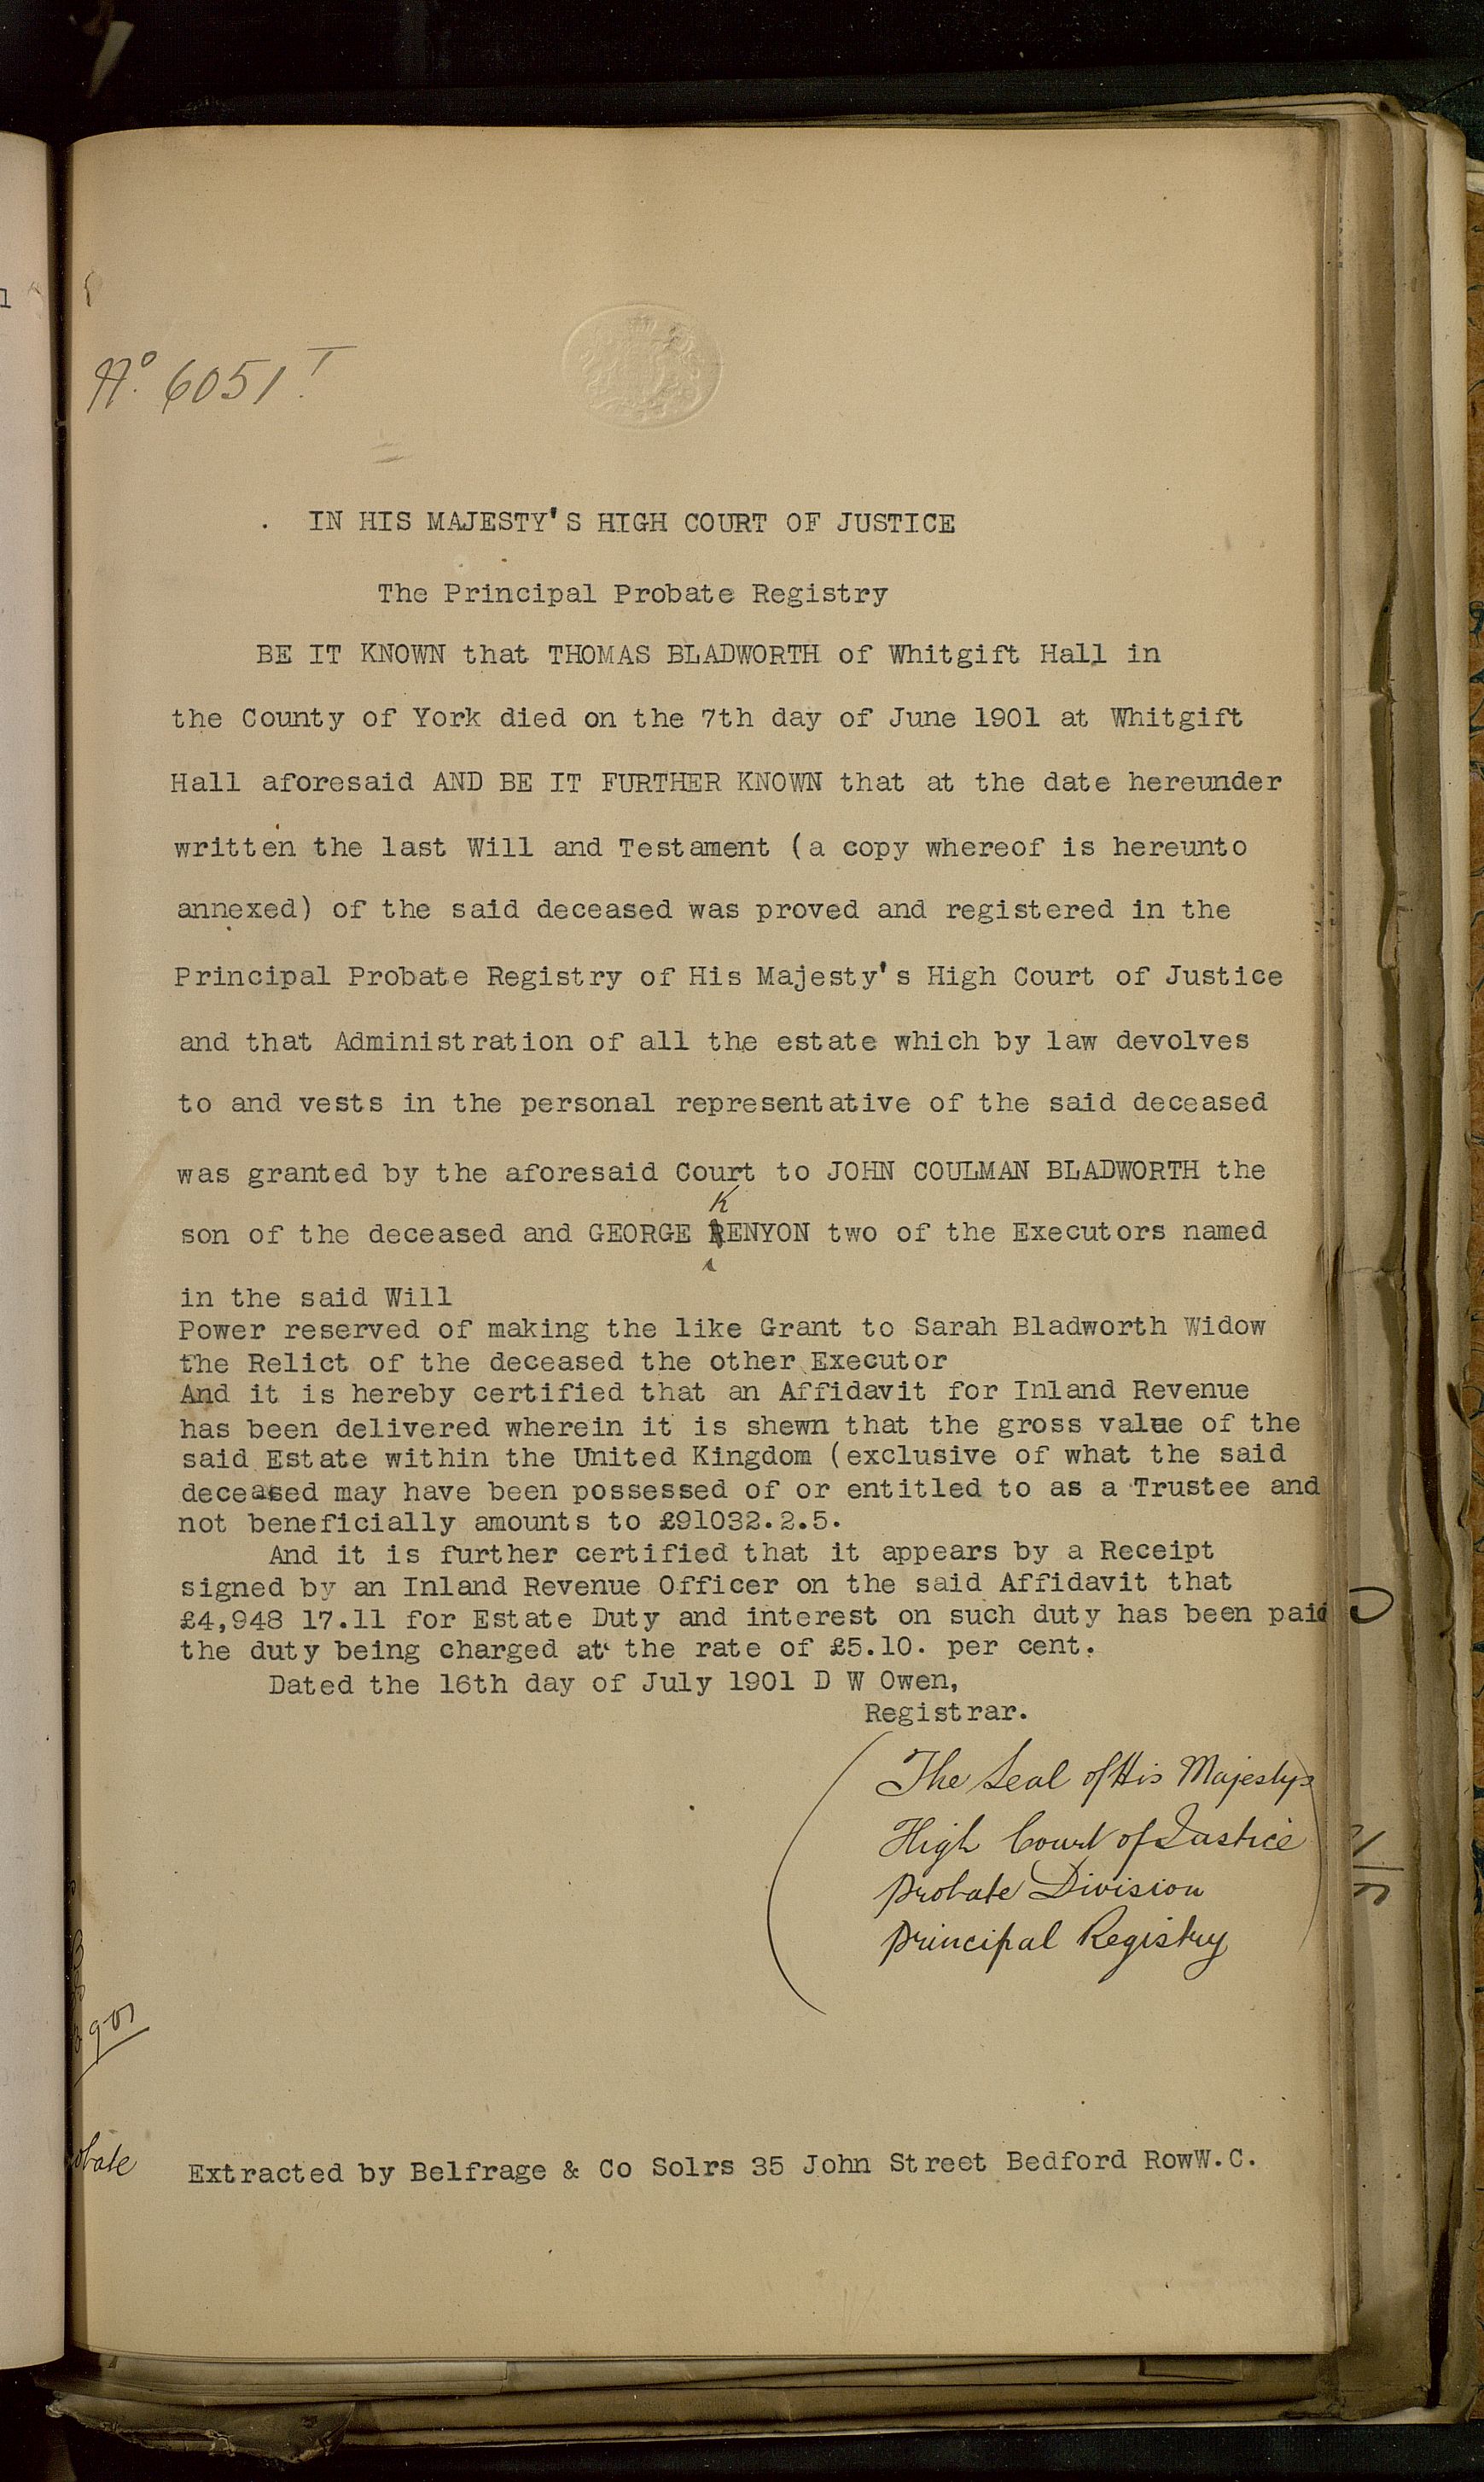 No. 6051 T
IN HIS MAJESTY'S HIGH COURT OF JUSTICE
The Principal Probate Registry
BE IT KNOWN that THOMAS BLADWORTH of Whitgift Hall in
the County of York died on the 7th day of June 1901 at Whitgift
Hall aforesaid AND BE IT FURTHER KNOWN that at the date hereunder
written the last Will and Testament (a copy whereof is hereunto
annexed) of the said deceased was proved and registered in the
Principal Probate Registry of His Majesty's High Court of Justice
and that Administration of all the estate which by law devolves
to and vests in the personal representative of the said deceased
was granted by the aforesaid Court to JOHN COULMAN BLADWORTH the
son of the deceased and GEORGE KENYON two of the Executors named
in the said Will
Power reserved of making the like Grant to Sarah Bladworth Widow
the Relict of the deceased the other Executor
And it is hereby certified that an Affidavit for Inland Revenue
has been delivered wherein it is shewn that the gross value of the
said Estate within the United Kingdom (exclusive of what the said
deceased may have been possessed of or entitled to as a Trustee and
not beneficially amounts to £91032.2.5.
And it is further certified that it appears by a Receipt
signed by an Inland Revenue Officer on the said Affidavit that
£4,948 17.11 for Estate Duty and interest on such duty has been paid
the duty being charged at the rate of £5.10. per cent.
Dated the 16th day of July 1901 D W Owen,
Registrar.
(The Seal of His Majestys
High Court of Justice
Probate Division
Principal Registry)
Extracted by Belfrage & Co Solrs 35 John Street Bedford RowW.C.